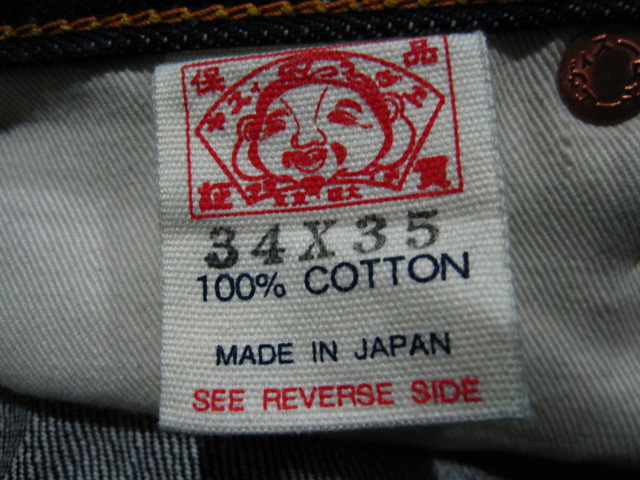 保 品
証 質
34X35
100% COTTON
MADE IN JAPAN
SEE REVERSE SIDE